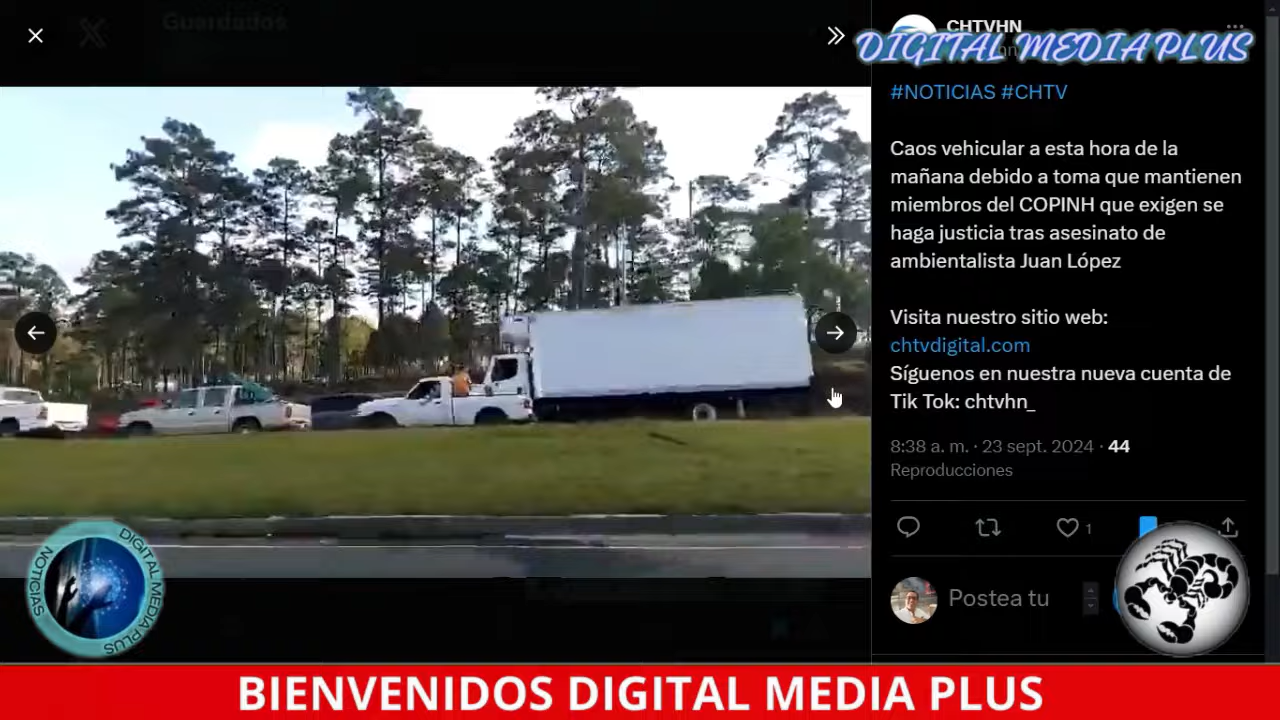 Guardados
CHTVHN
DIGITAL MEDIA PLUS
#NOTICIAS #CHTV
Caos vehicular a esta hora de la
mañana debido a toma que mantienen
miembros del COPINH que exigen se
haga justicia tras asesinato de
ambientalista Juan López
Visita nuestro sitio web:
chtvdigital.com
Síguenos en nuestra nueva cuenta de
Tik Tok: chtvhn_
8:38 a. m. · 23 sept. 2024 · 44
Reproducciones
1
Postea tu
NOTICIAS DIGITAL MEDIA PLUS
BIENVENIDOS DIGITAL MEDIA PLUS